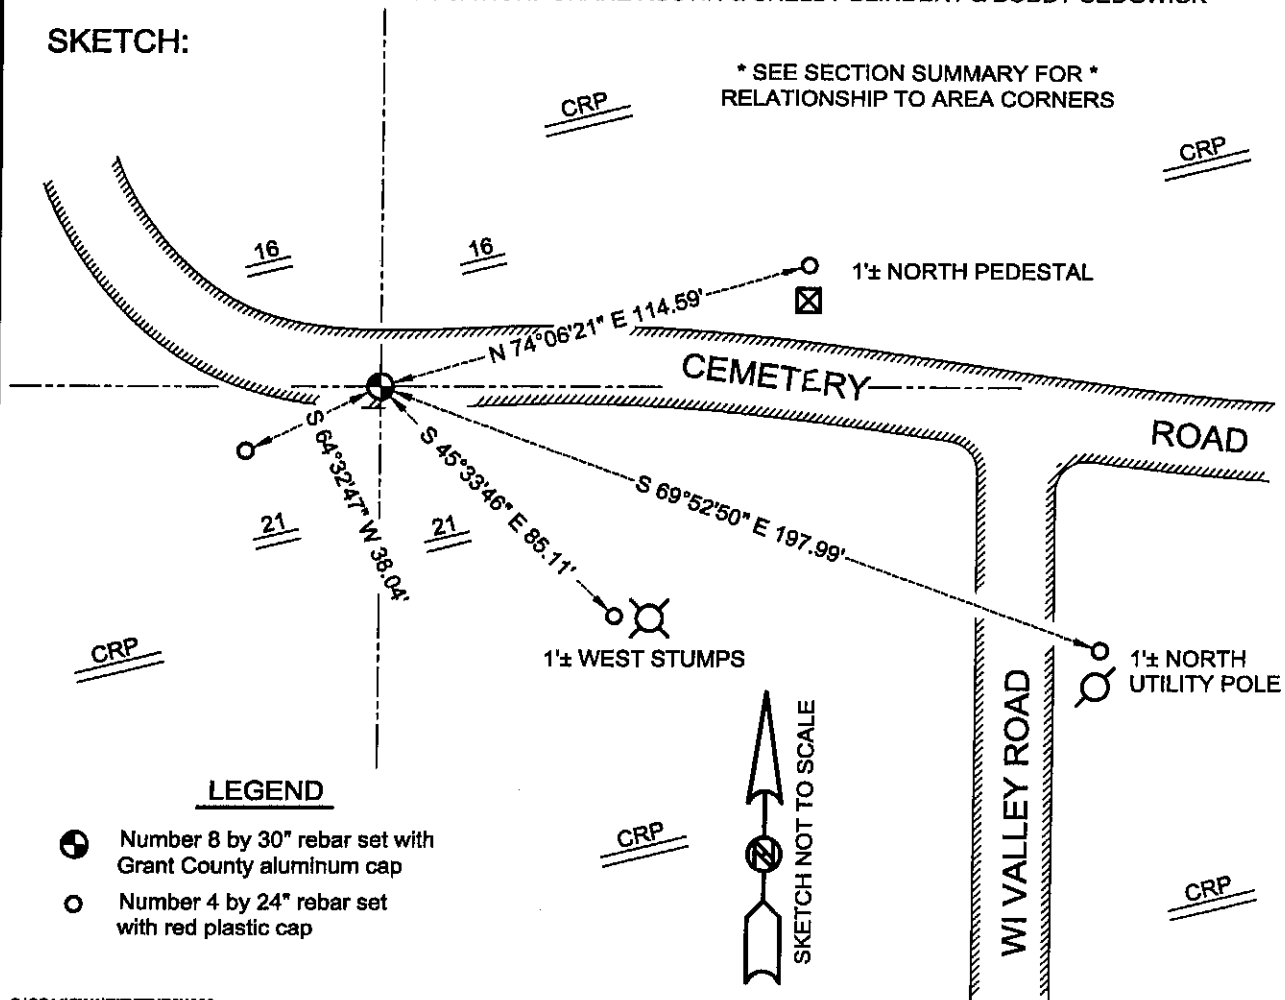 SKETCH:
* SEE SECTION SUMMARY FOR *
RELATIONSHIP TO AREA CORNERS
CRP
CRP
16
16
1'± NORTH PEDESTAL
N 74°06'21" E 114.59'
CEMETERY
ROAD
S 64°32'47" W 38.04'
S 45°33'46" E 85.11'
S 69°52'50" E 197.99'
21
21
CRP
1'± WEST STUMPS
1'± NORTH
UTILITY POLE
WI VALLEY ROAD
SKETCH NOT TO SCALE
N
LEGEND
Number 8 by 30" rebar set with
Grant County aluminum cap
Number 4 by 24" rebar set
with red plastic cap
CRP
CRP